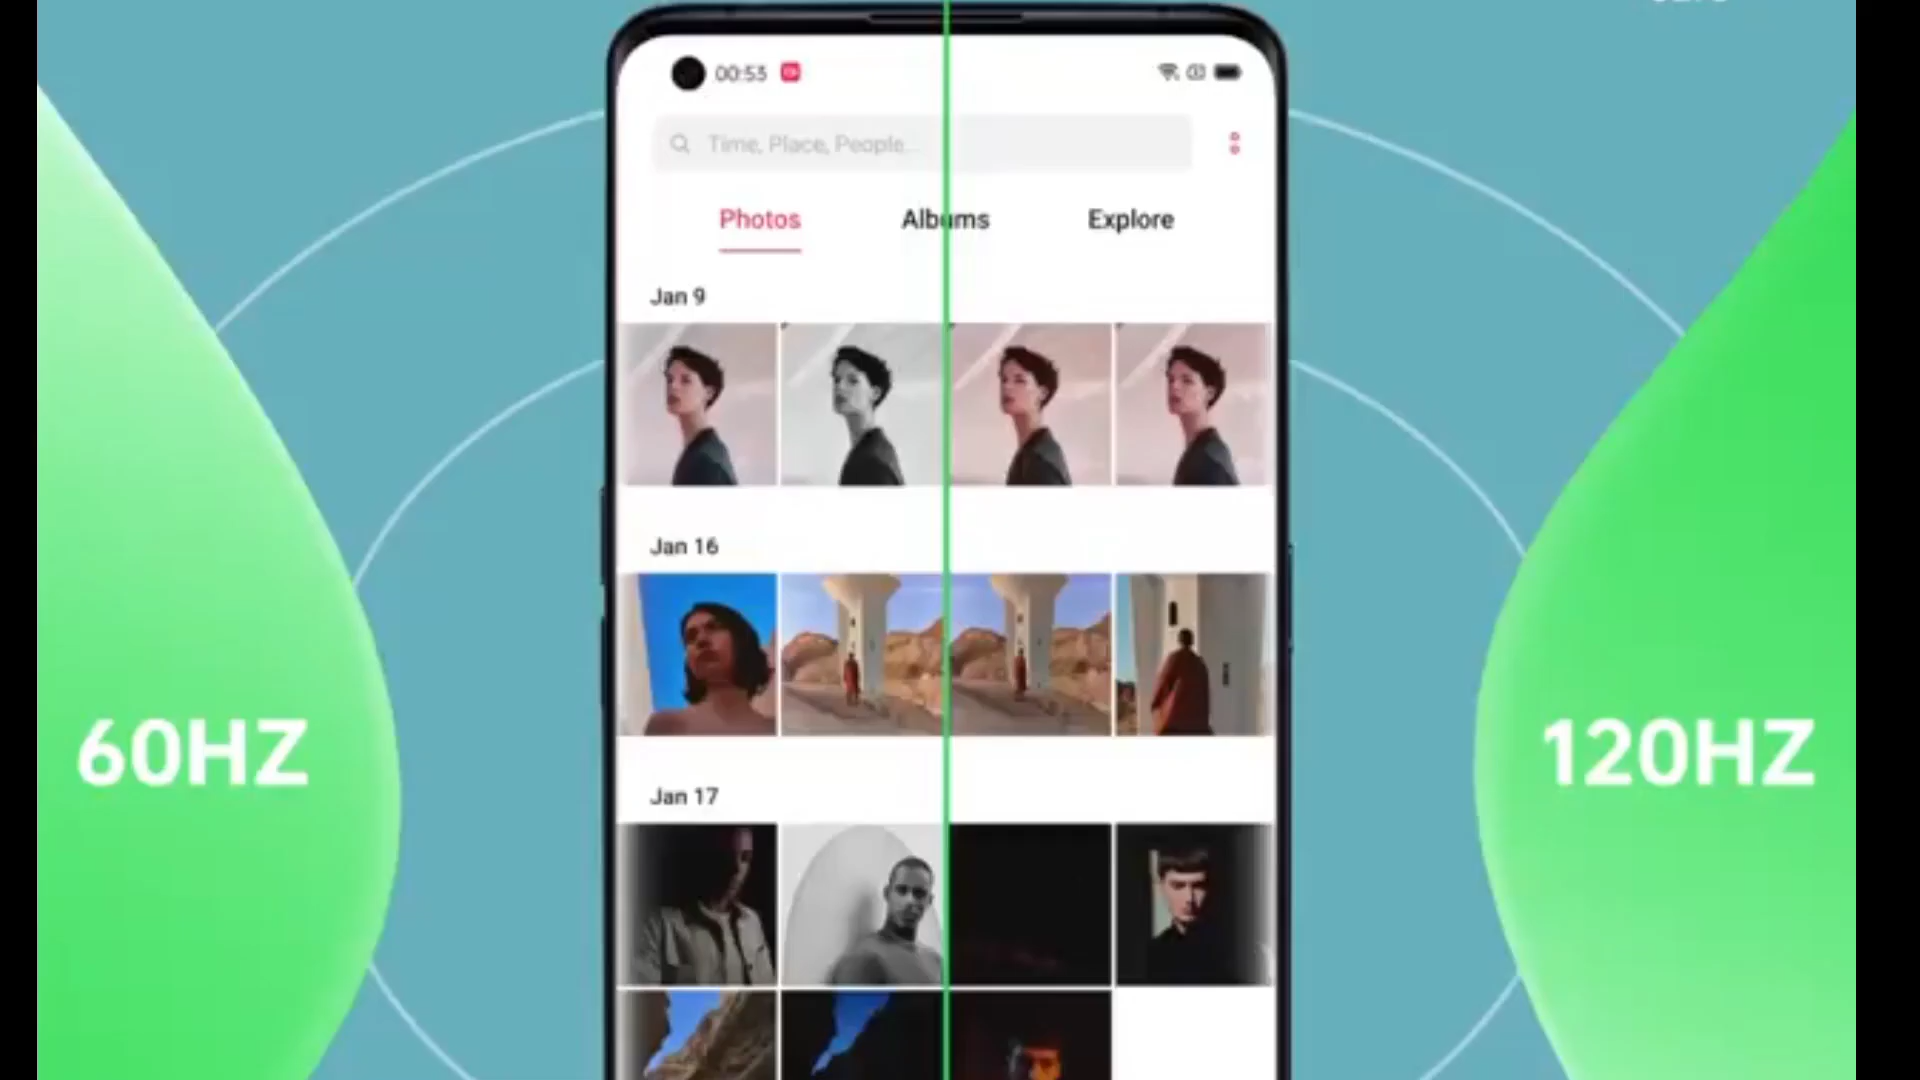 00:53
Time, Place, People...
Photos Albums Explore
Jan 9
Jan 16
60HZ
120HZ
Jan 17